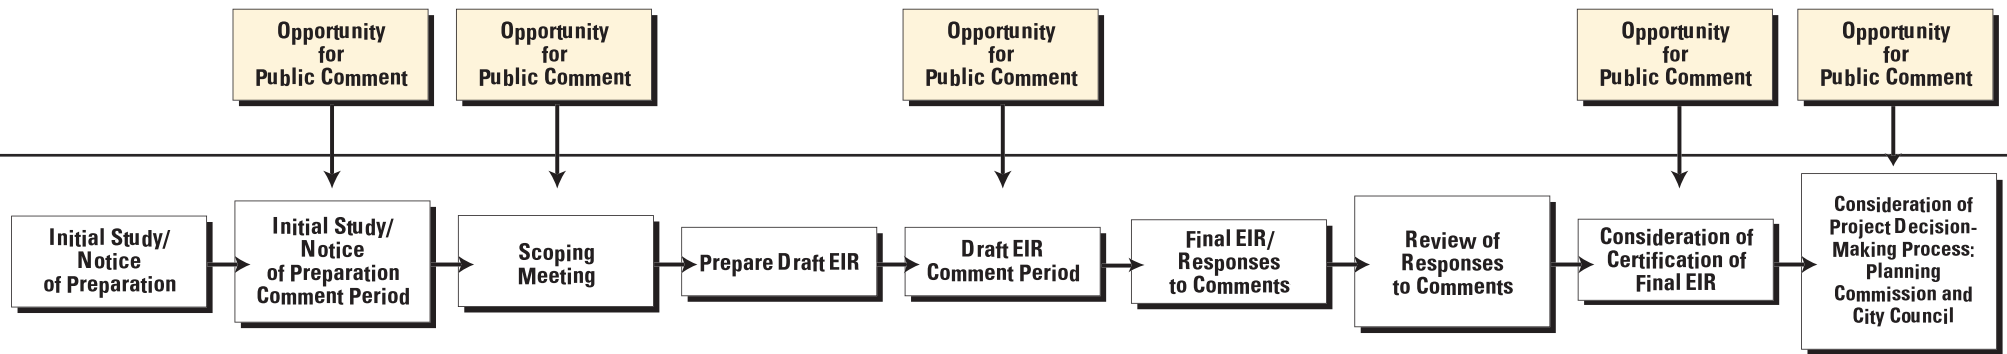 Opportunity
for
Public Comment
Opportunity
for
Public Comment
Opportunity
for
Public Comment
Opportunity
for
Public Comment
Opportunity
for
Public Comment
Initial Study/
Notice
of Preparation
Initial Study/
Notice
of Preparation
Comment Period
Scoping
Meeting
Prepare Draft EIR
Draft EIR
Comment Period
Final EIR/
Responses
to Comments
Review of
Responses
to Comments
Consideration of
Certification of
Final EIR
Consideration of
Project Decision-
Making Process:
Planning
Commission and
City Council